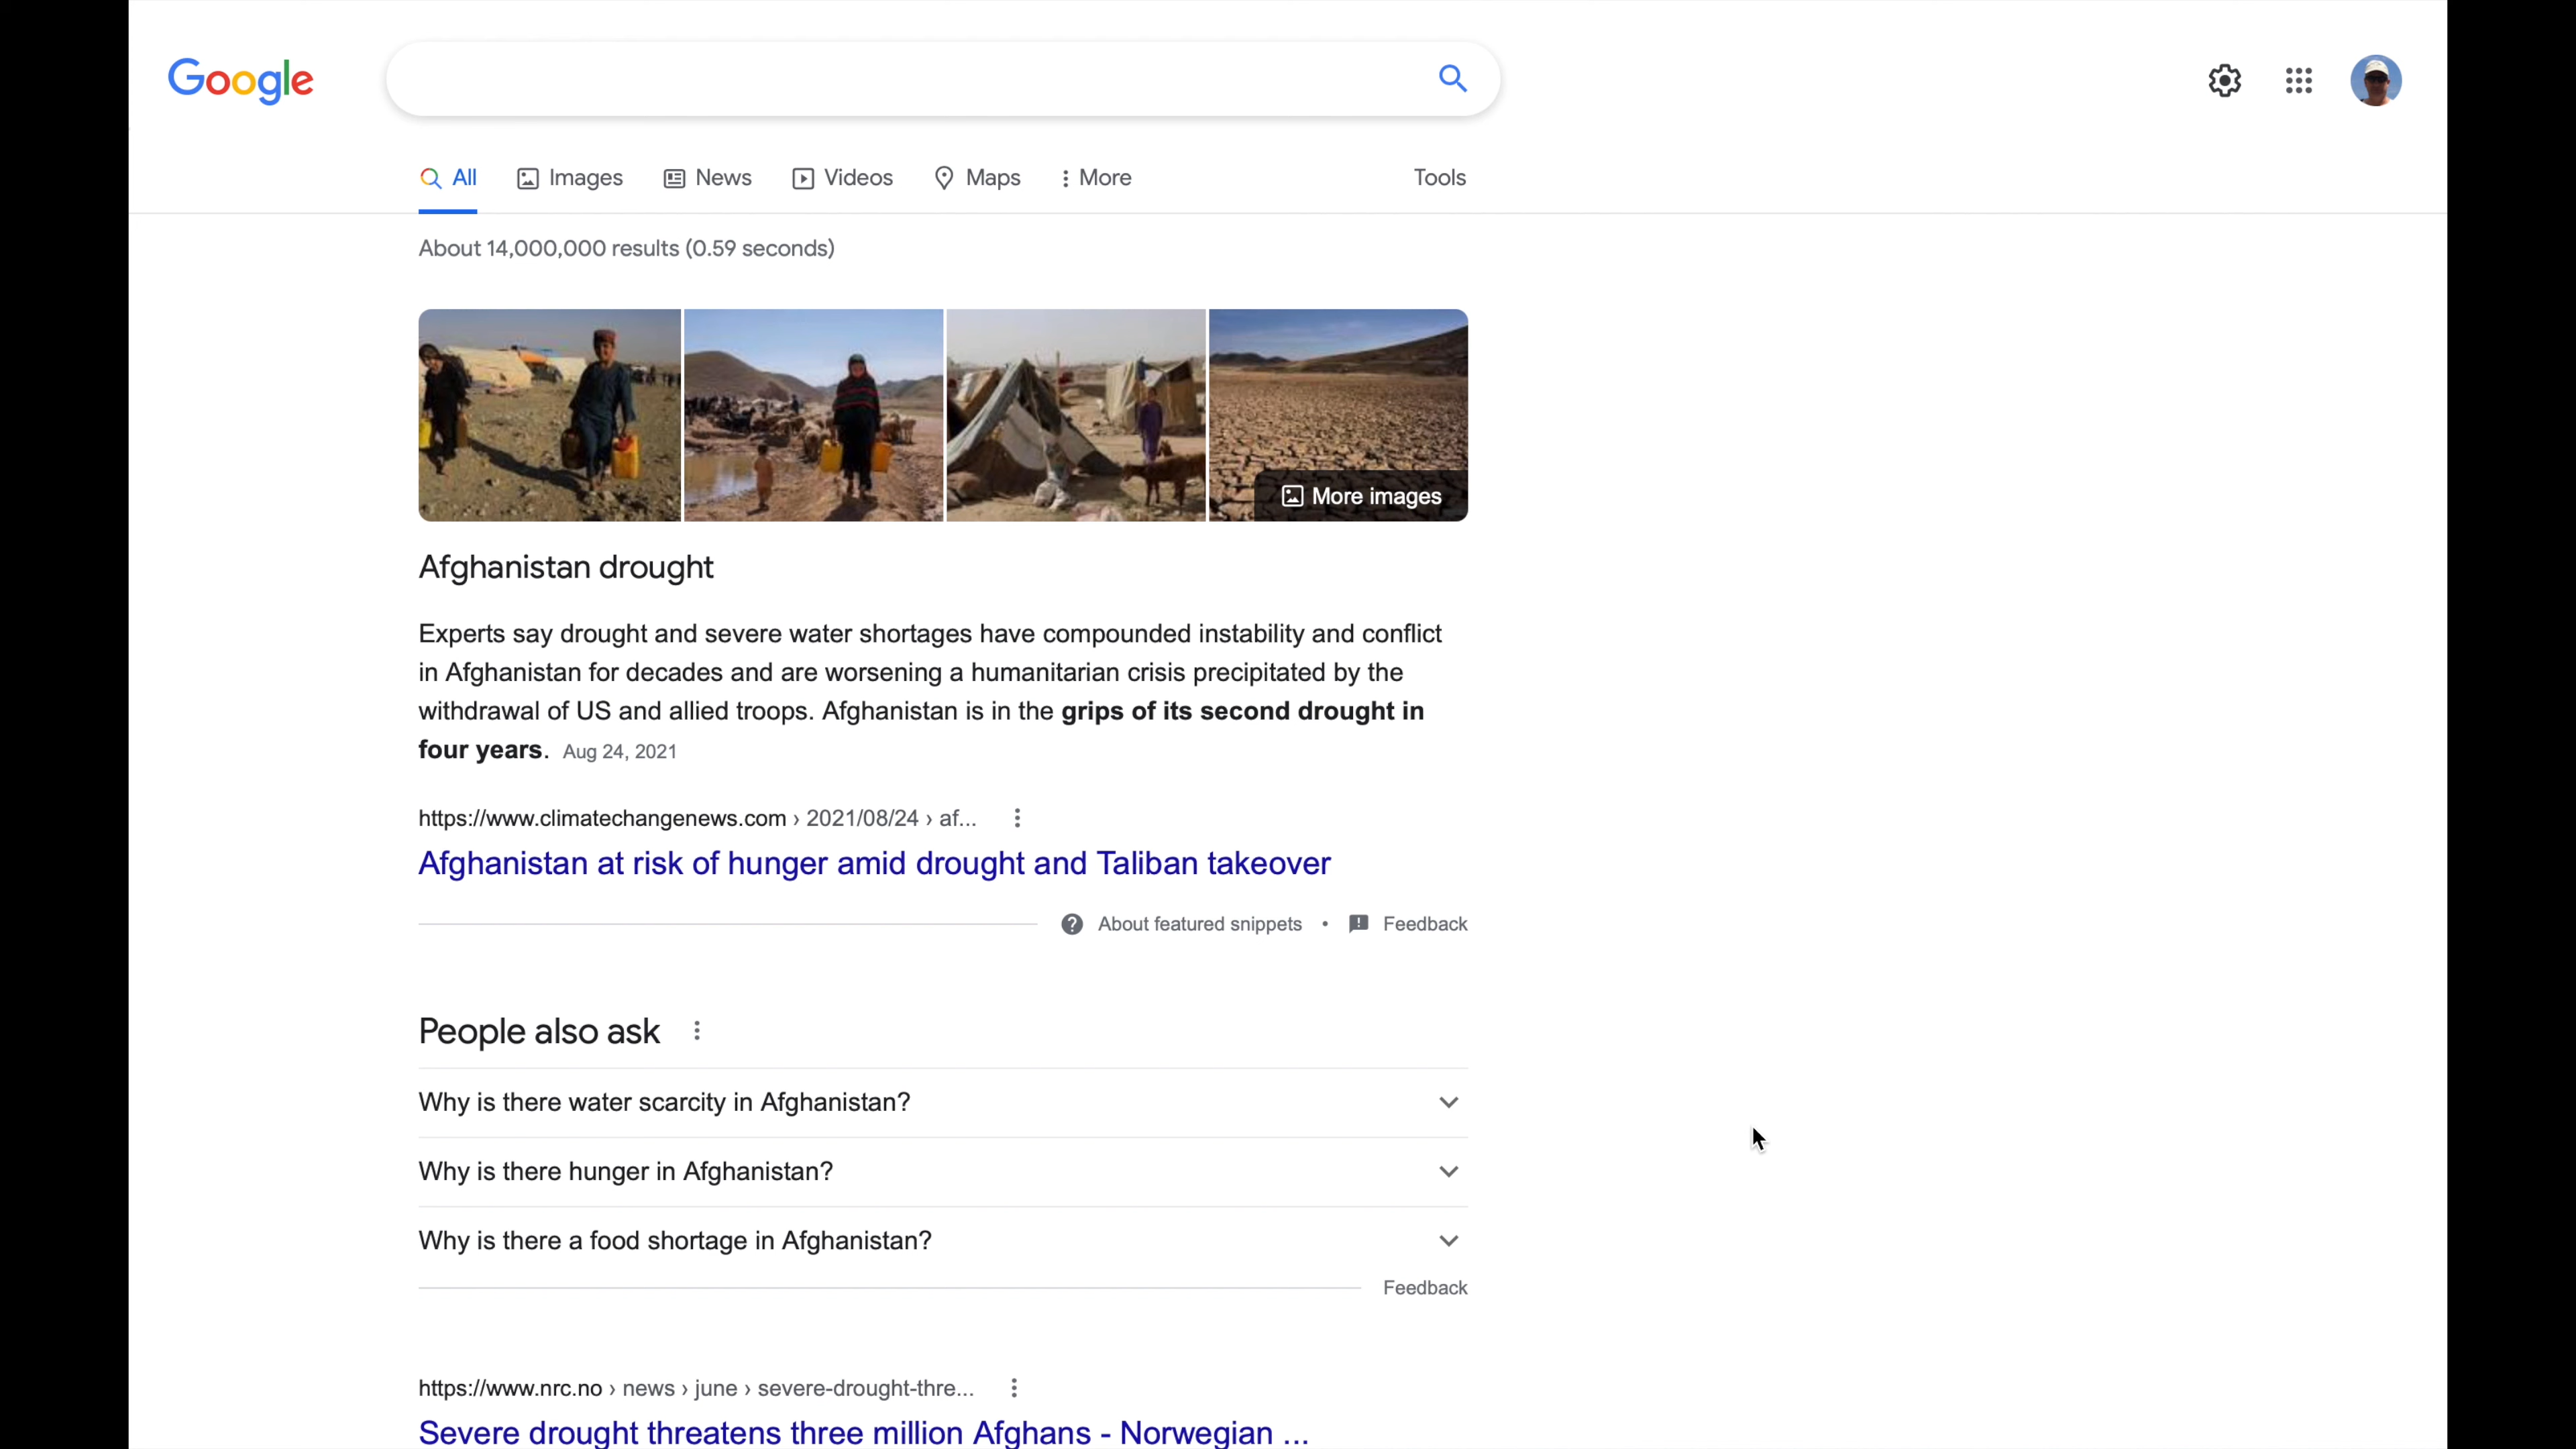 Google
All Images News Videos Maps More Tools
About 14,000,000 results (0.59 seconds)
More images
Afghanistan drought
Experts say drought and severe water shortages have compounded instability and conflict
in Afghanistan for decades and are worsening a humanitarian crisis precipitated by the
withdrawal of US and allied troops. Afghanistan is in the grips of its second drought in
four years. Aug 24, 2021
https://www.climatechangenews.com › 2021/08/24 › af...
Afghanistan at risk of hunger amid drought and Taliban takeover
About featured snippets • Feedback
People also ask
Why is there water scarcity in Afghanistan?
Why is there hunger in Afghanistan?
Why is there a food shortage in Afghanistan?
Feedback
https://www.nrc.no › news › june › severe-drought-thre...
Severe drought threatens three million Afghans - Norwegian ...